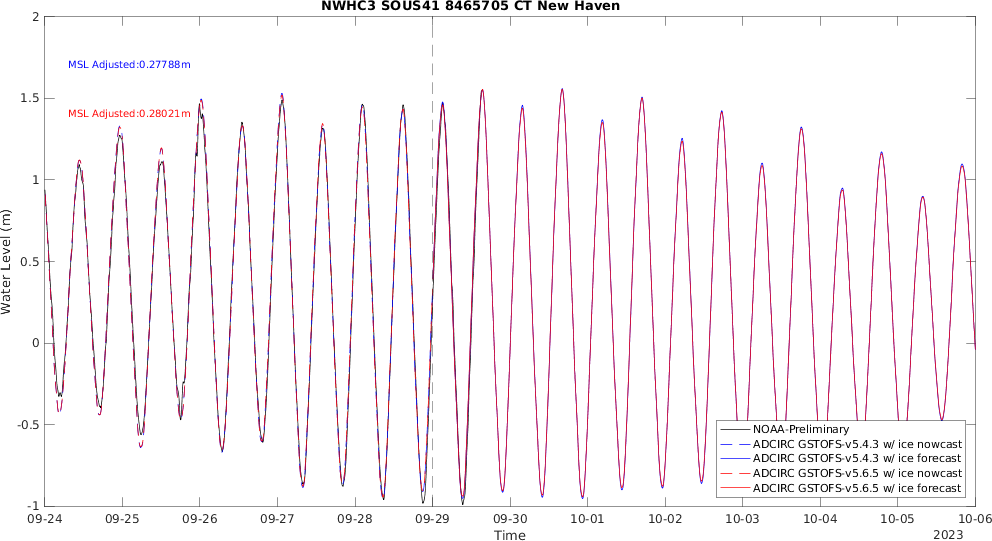 NWHC3 SOUS41 8465705 CT New Haven
2
MSL Adjusted:0.27788m
1.5
MSL Adjusted:0.28021m
1
Water Level (m)
0.5
0
-0.5
NOAA-Preliminary
ADCIRC GSTOFS-v5.4.3 w/ ice nowcast
ADCIRC GSTOFS-v5.4.3 w/ ice forecast
ADCIRC GSTOFS-v5.6.5 w/ ice nowcast
ADCIRC GSTOFS-v5.6.5 w/ ice forecast
-1
09-24 09-25 09-26 09-27 09-28 09-29 09-30 10-01 10-02 10-03 10-04 10-05 10-06
Time
2023